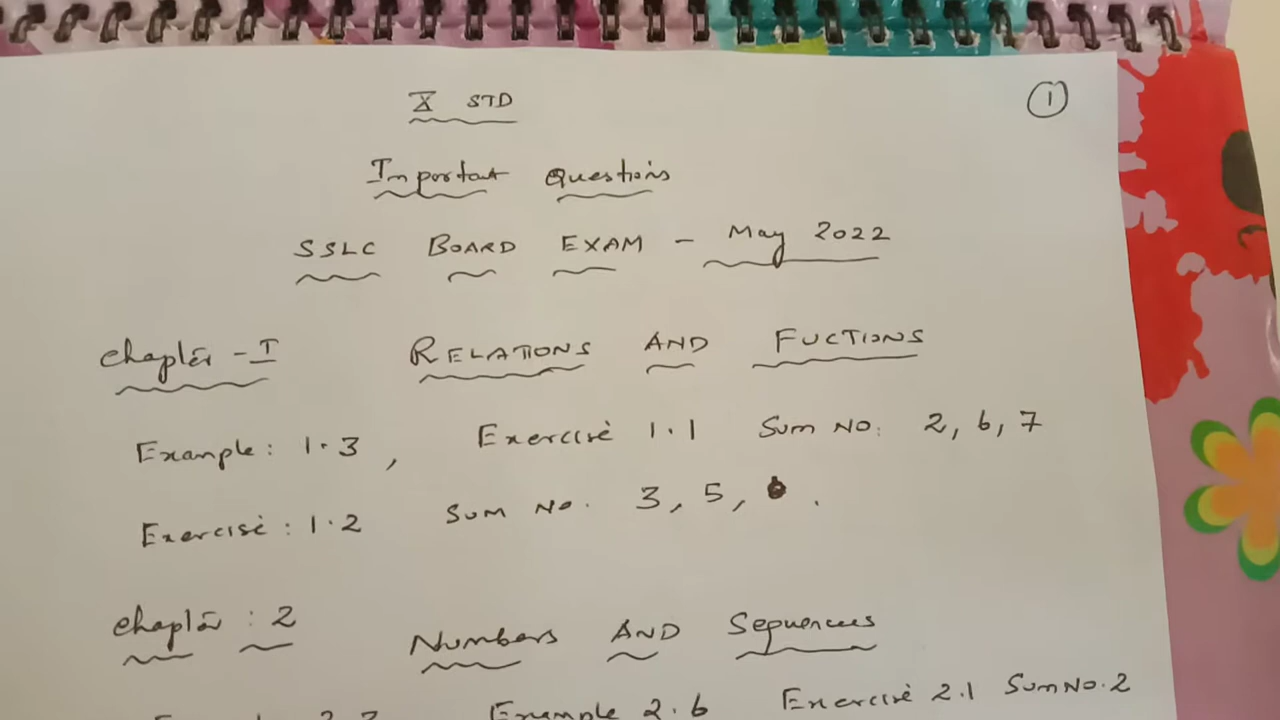 X STD
1
Important Questions
SSLC BOARD EXAM - May 2022
chapter - I RELATIONS AND FUCTIONS
Example: 1.3, Exercise 1.1 Sum NO: 2, 6, 7
Exercise: 1.2 Sum No. 3, 5, .
chapter : 2 Numbers AND Sequences
Example 2.6 Exercise 2.1 Sum No. 2